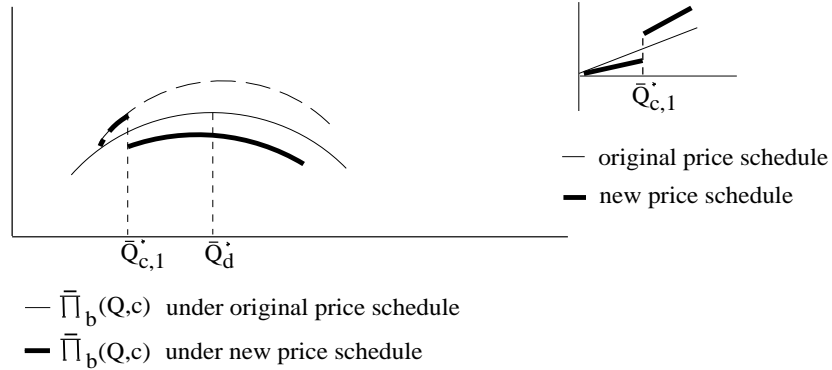 Q̄*c,1
original price schedule
new price schedule
Q̄*c,1 Q̄*d
Π̄b(Q,c) under original price schedule
Π̄b(Q,c) under new price schedule